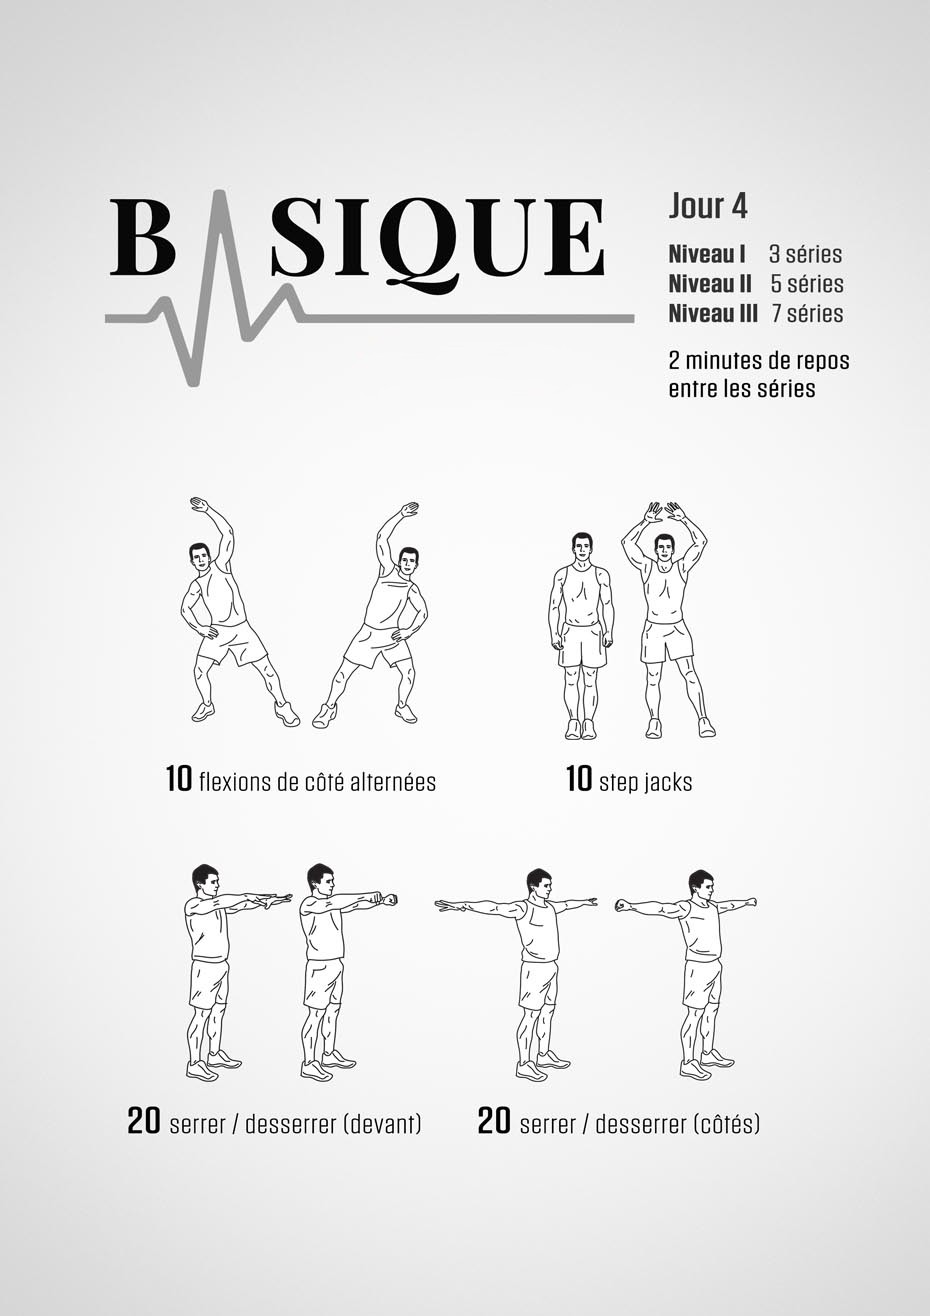 BASIQUE
Jour 4
Niveau I 3 séries
Niveau II 5 séries
Niveau III 7 séries
2 minutes de repos
entre les séries
10 flexions de côté alternées
10 step jacks
20 serrer / desserrer (devant)
20 serrer / desserrer (côtés)